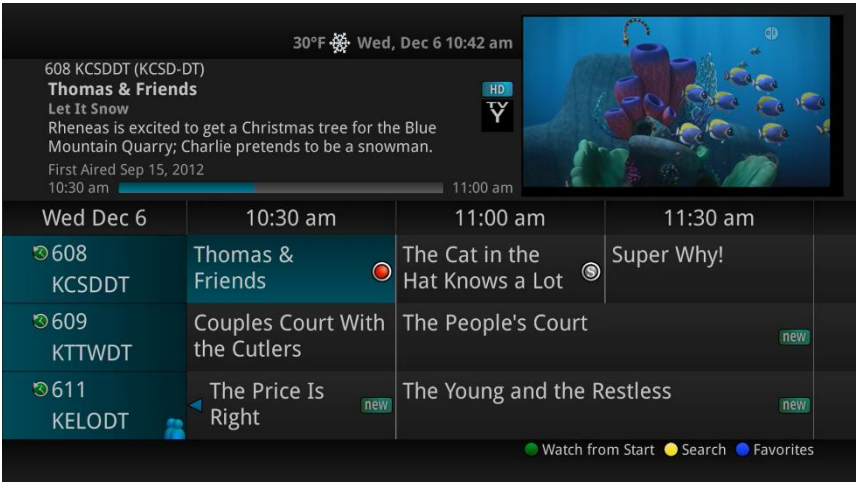 30°F Wed, Dec 6 10:42 am
608 KCSDDT (KCSD-
DT)
Thomas & Friends
HD
Let It Snow
TV
Y
Rheneas is excited to get a Christmas tree for the Blue
Mountain Quarry; Charlie pretends to be a snowman.
First Aired Sep 15, 2012
10:30 am 11:00 am
Wed Dec 6 10:30 am 11:00 am 11:30 am
608
KCSDDT
Thomas &
Friends
The Cat in the
Hat Knows a Lot
S
Super Why!
609
KTTWDT
Couples Court With
the Cutlers
The People's Court
new
611
KELODT
The Price Is
Right
new
The Young and the Restless
new
Watch from Start Search Favorites